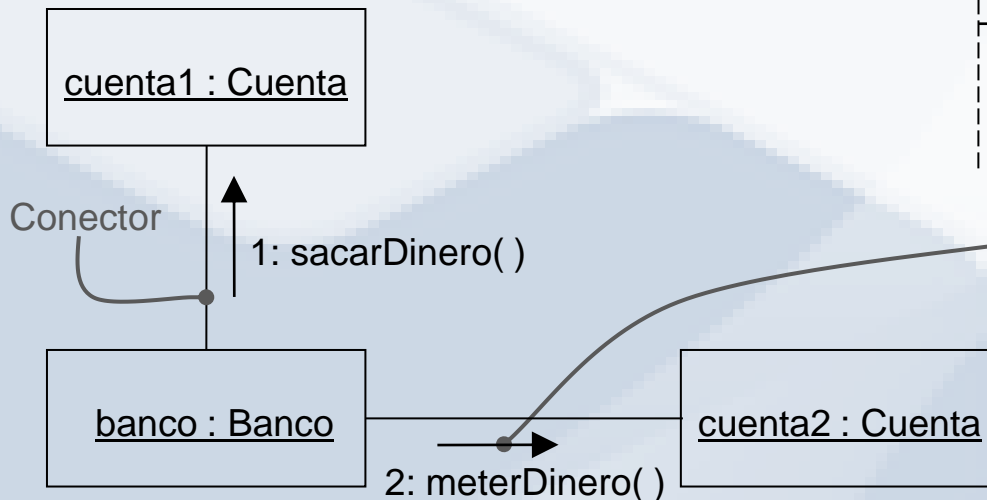 cuenta1 : Cuenta
Conector
1: sacarDinero( )
banco : Banco
cuenta2 : Cuenta
2: meterDinero( )